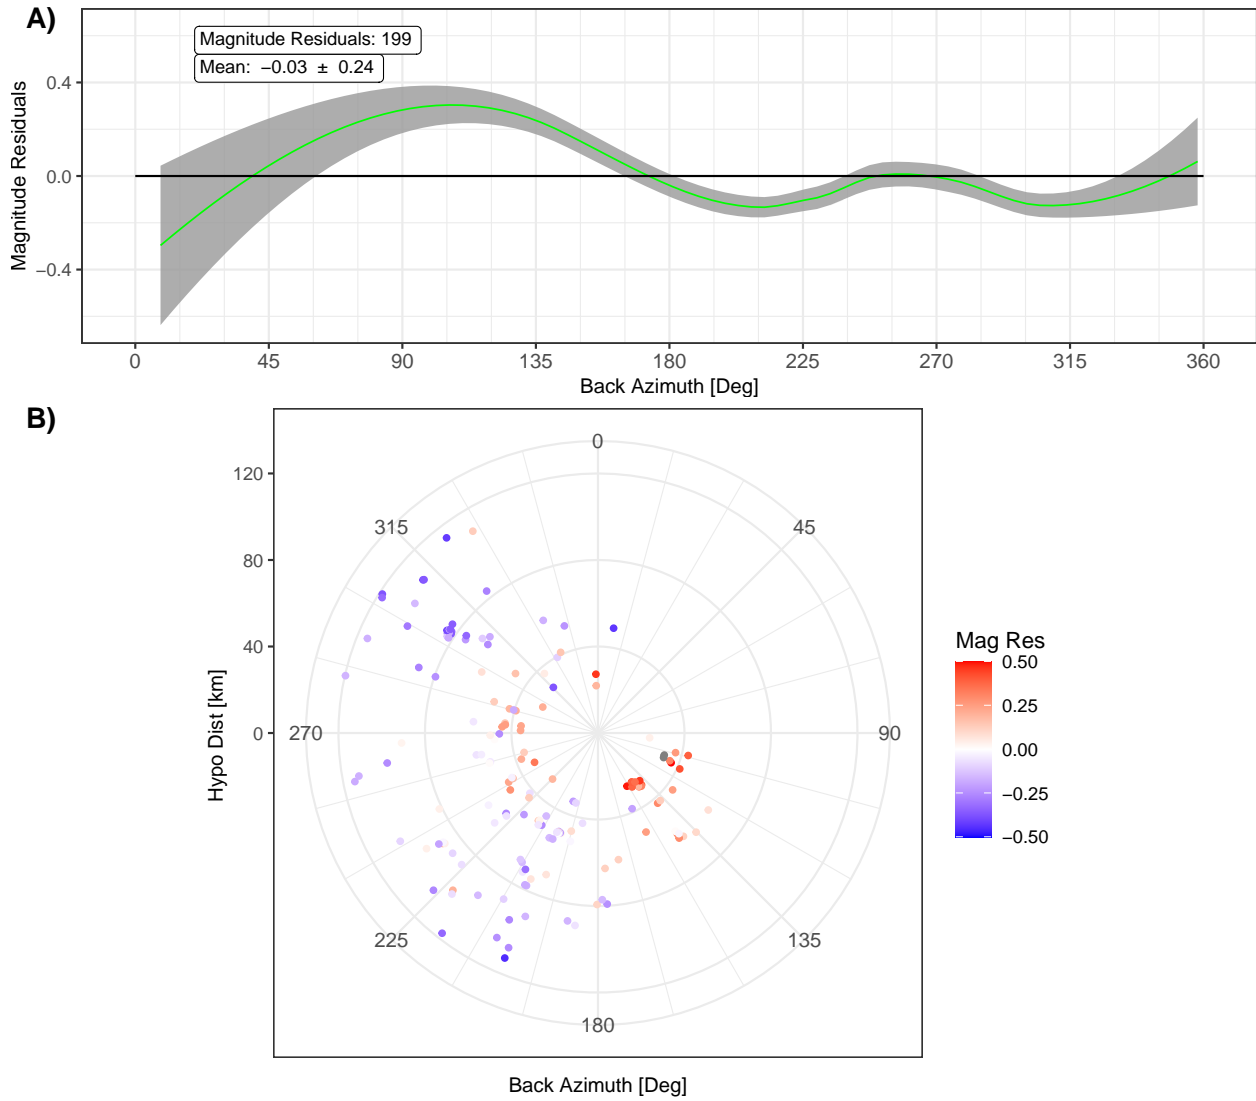 A)
Magnitude Residuals: 199
Mean:  −0.03  ±  0.24
0.4
0.0
−0.4
Magnitude Residuals
0 45 90 135 180 225 270 315 360
Back Azimuth [Deg]
B)
0
45
90
135
180
225
270
315
120
80
40
0
Hypo Dist [km]
Back Azimuth [Deg]
Mag Res
0.50
0.25
0.00
−0.25
−0.50